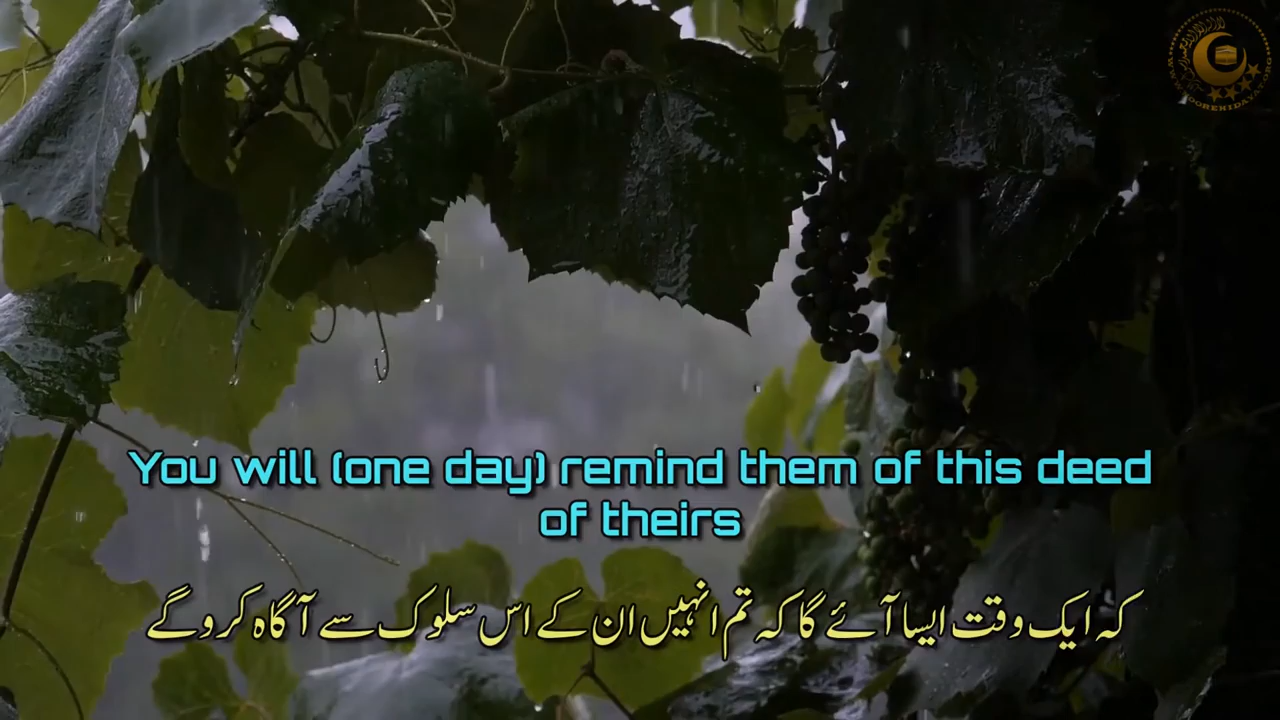 You will (one day) remind them of this deed
of theirs
کہ ایک وقت ایسا آئے گا کہ تم انہیں ان کے اس سلوک سے آگاہ کرو گے